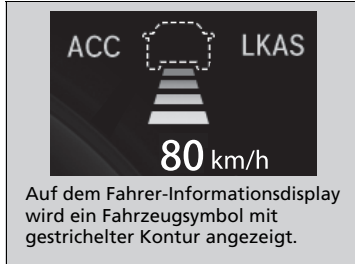 ACC LKAS
80 km/h
Auf dem Fahrer-Informationsdisplay
wird ein Fahrzeugsymbol mit
gestrichelter Kontur angezeigt.